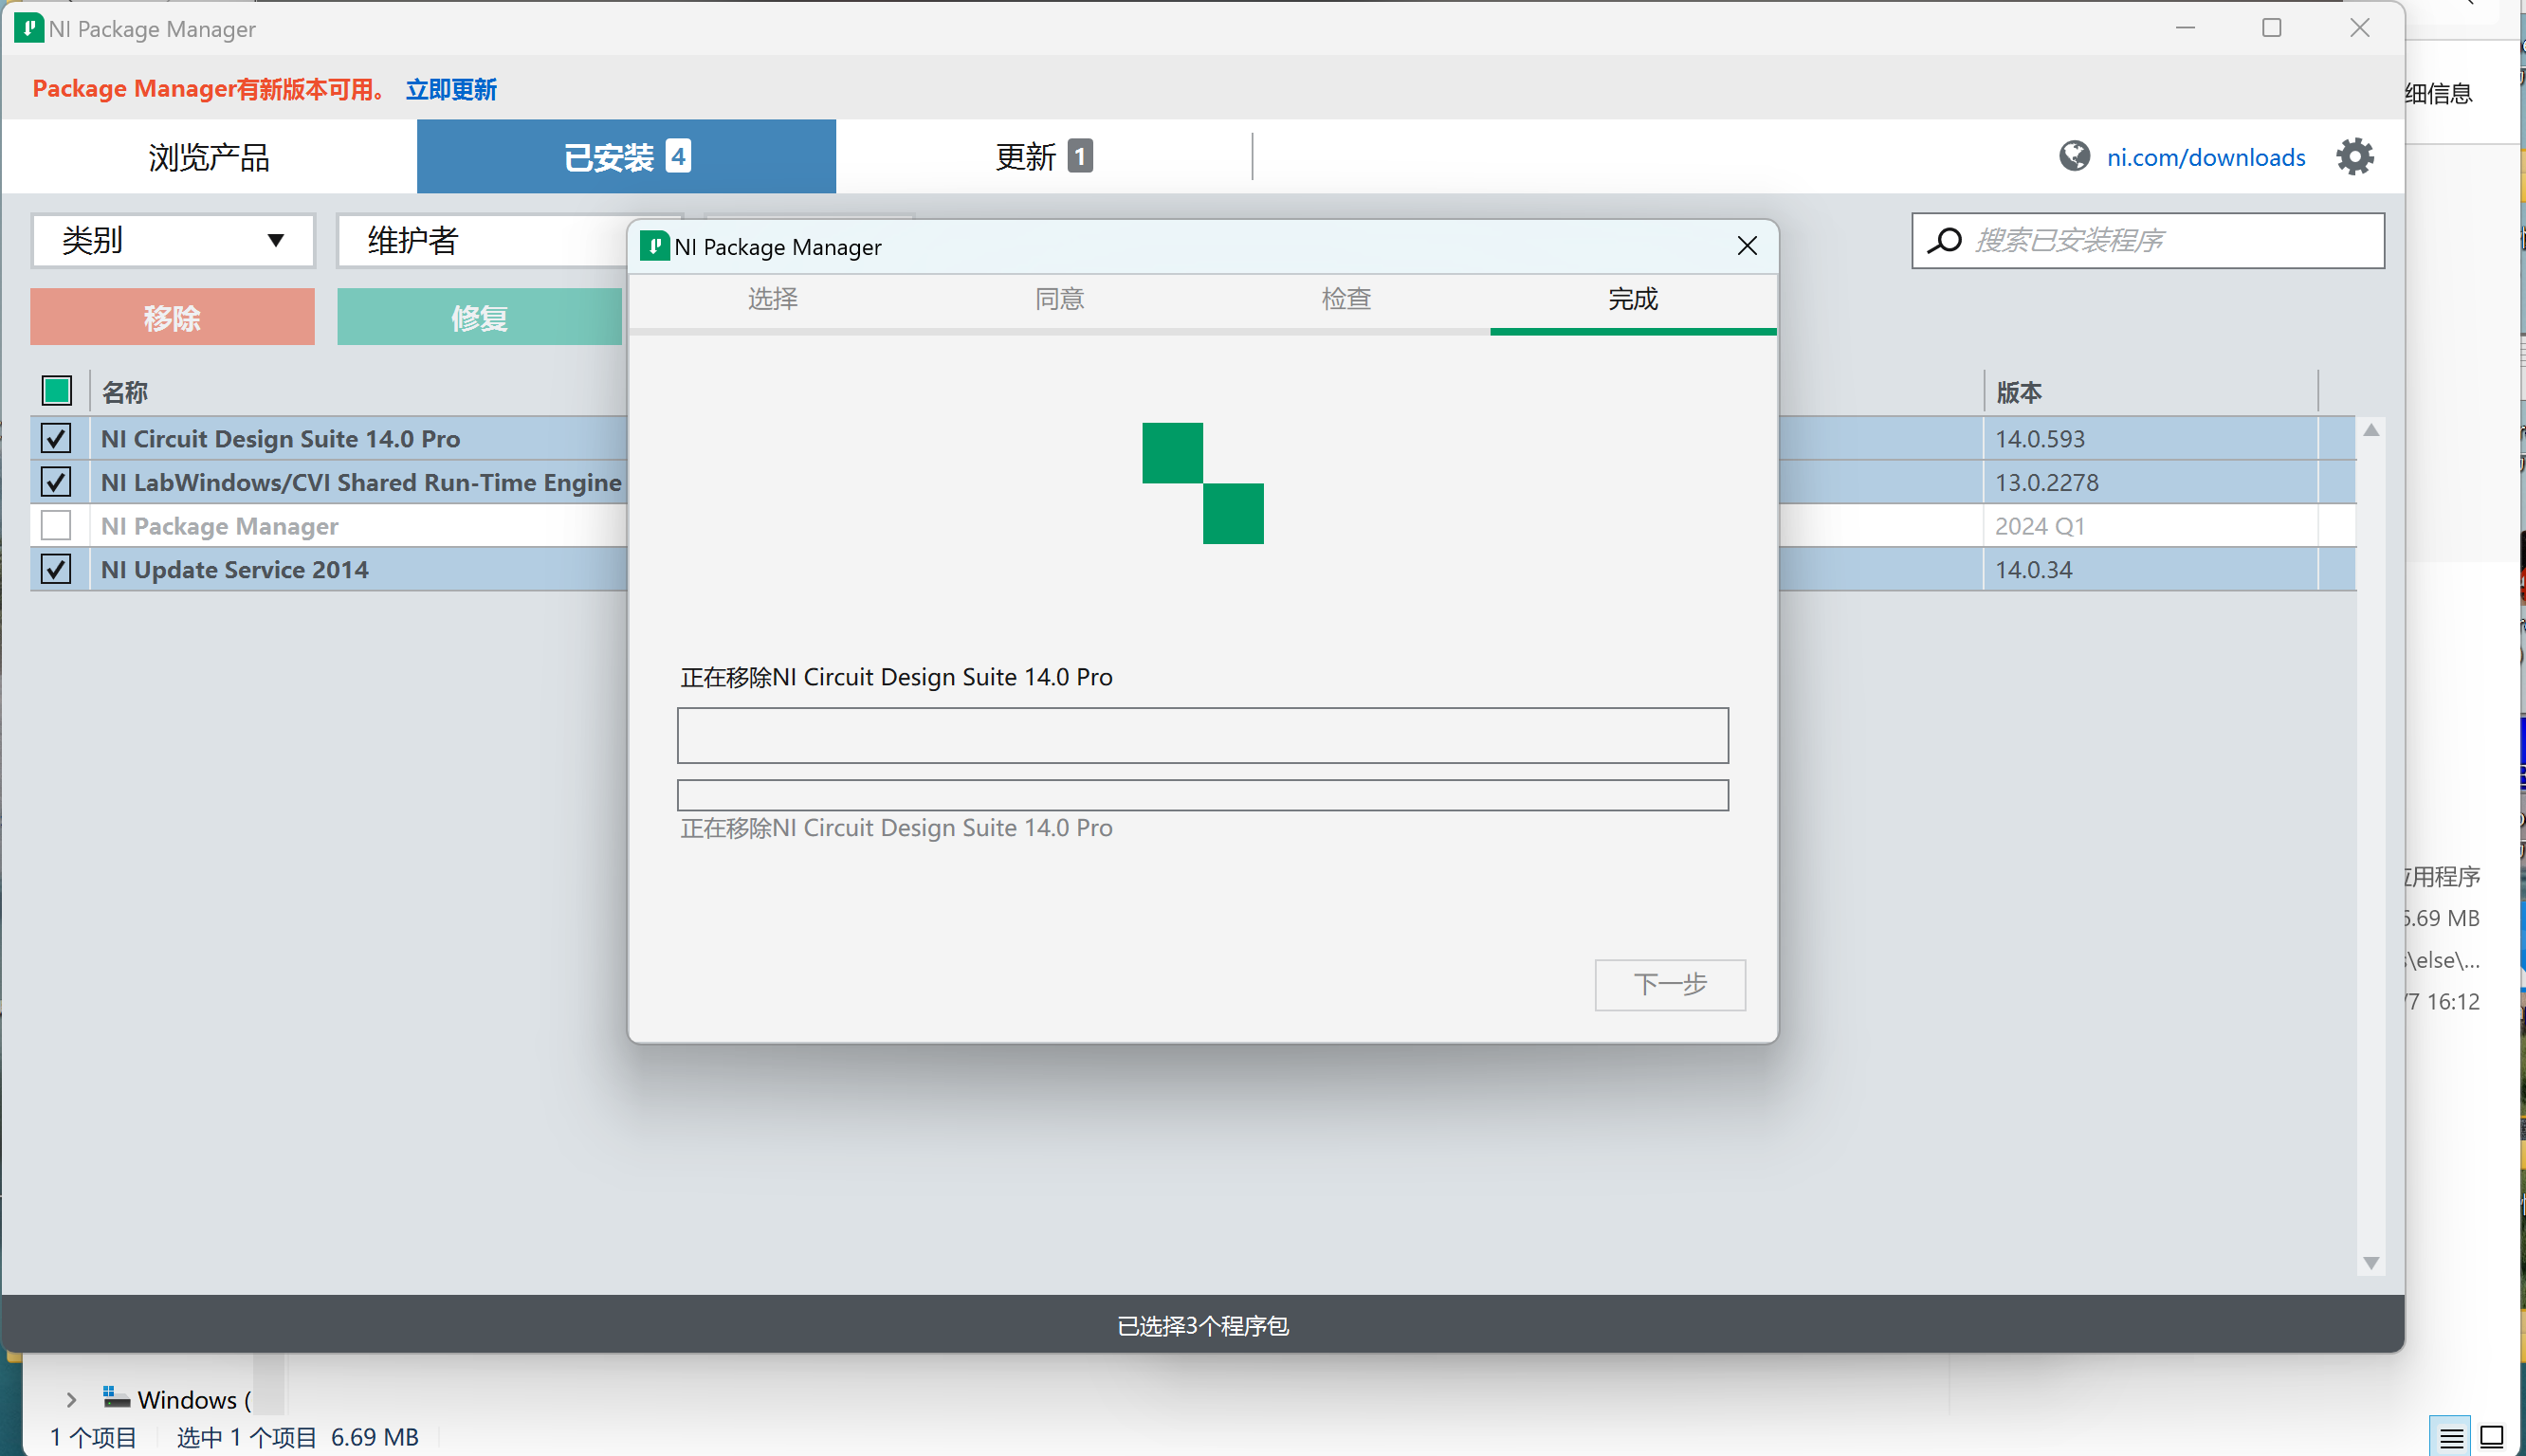 NI Package Manager
Package Manager有新版本可用。 立即更新
细信息
浏览产品
已安装 4
更新 1
ni.com/downloads
类别
维护者
搜索已安装程序
移除
修复
名称
版本
NI Circuit Design Suite 14.0 Pro
14.0.593
NI LabWindows/CVI Shared Run-Time Engine
13.0.2278
NI Package Manager
2024 Q1
NI Update Service 2014
14.0.34
NI Package Manager
选择
同意
检查
完成
正在移除NI Circuit Design Suite 14.0 Pro
正在移除NI Circuit Design Suite 14.0 Pro
下一步
用程序
.69 MB
\else\...
7 16:12
已选择3个程序包
Windows (
1 个项目
选中 1 个项目 6.69 MB